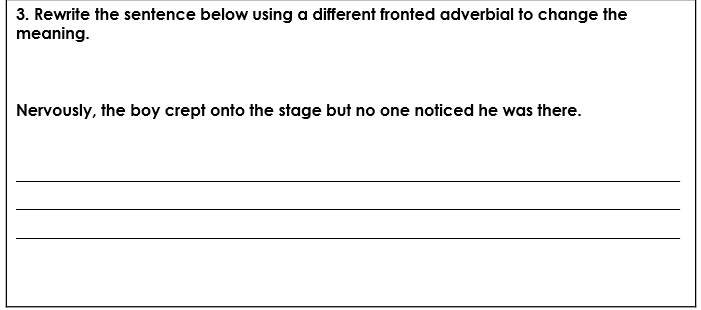 3. Rewrite the sentence below using a different fronted adverbial to change the
meaning.
Nervously, the boy crept onto the stage but no one noticed he was there.